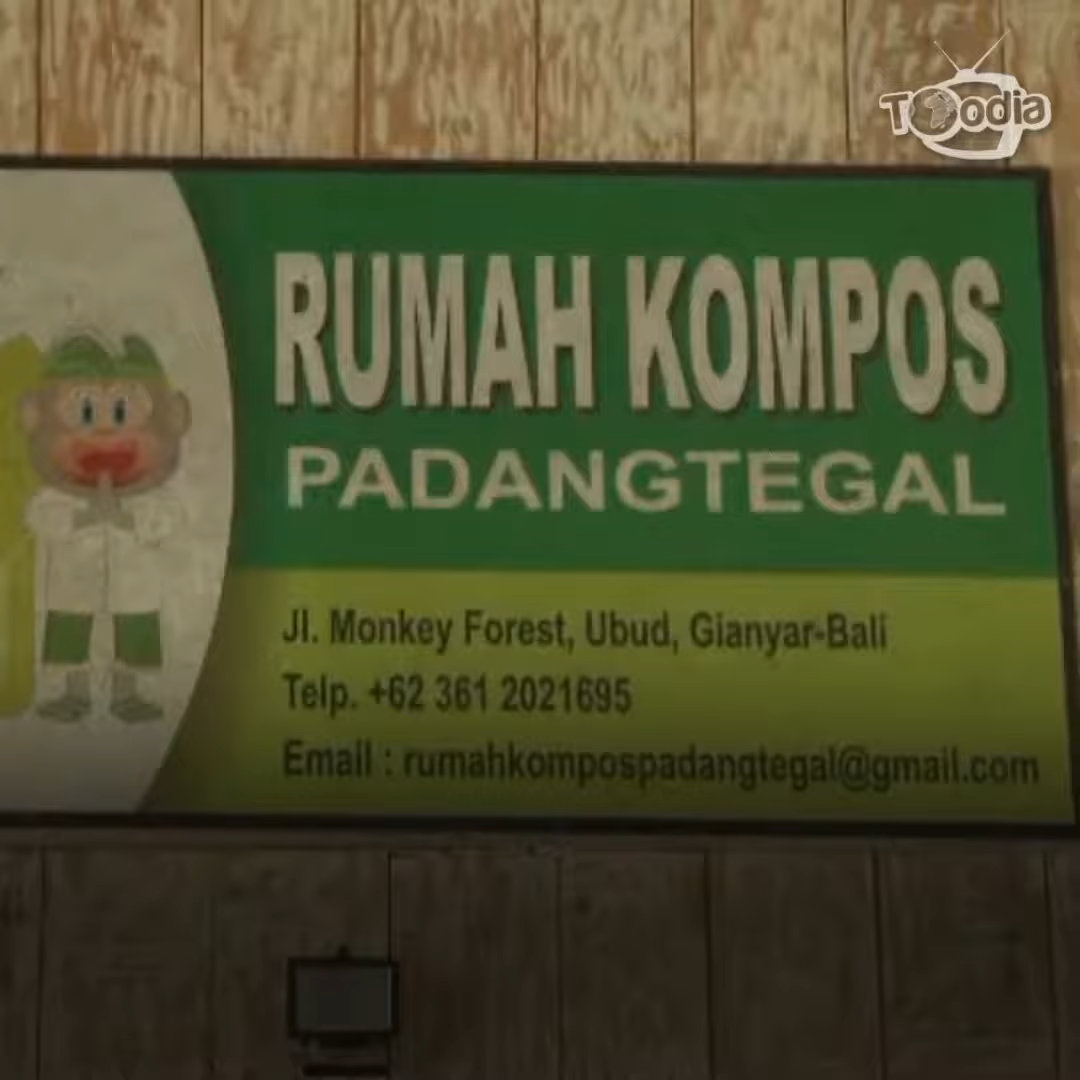 Toodia
RUMAH KOMPOS
PADANGTEGAL
Jl. Monkey Forest, Ubud, Gianyar-Bali
Telp. +62 361 2021695
Email : rumahkompospadangtegal@gmail.com